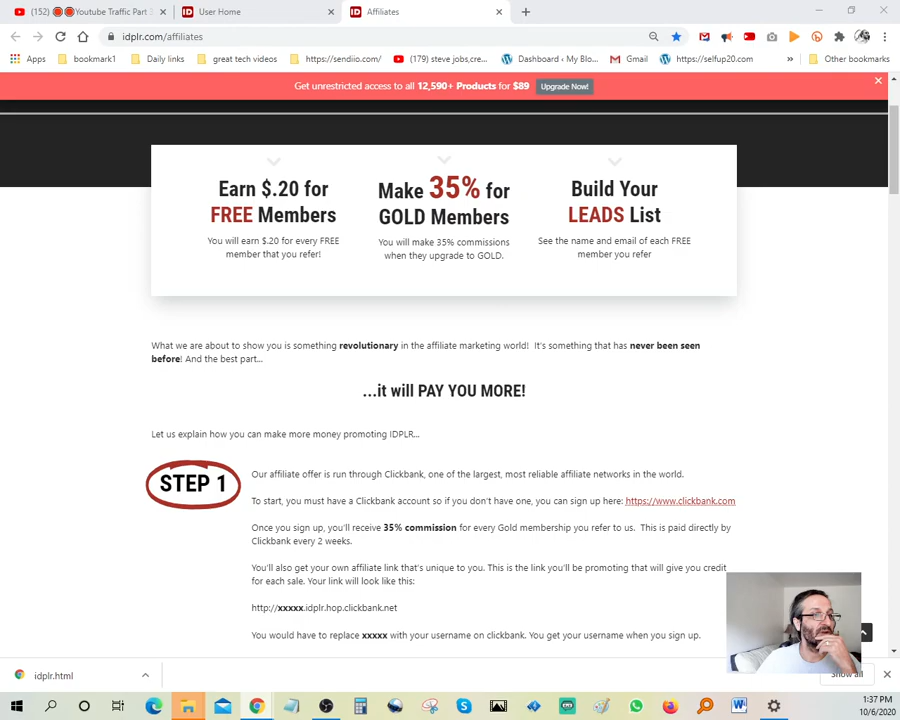 (152) 🔴🔴Youtube Traffic Part
ID User Home
ID Affiliates
idplr.com/affiliates
Apps
bookmark1
Daily links
great tech videos
https://sendiio.com/
(179) steve jobs,cre...
Dashboard ‹ My Blo...
Gmail
https://selfup20.com
»
Other bookmarks
Get unrestricted access to all 12,590+ Products for $89
Upgrade Now!
Earn $.20 for
FREE Members
You will earn $.20 for every FREE
member that you refer!
Make 35% for
GOLD Members
You will make 35% commissions
when they upgrade to GOLD.
Build Your
LEADS List
See the name and email of each FREE
member you refer
What we are about to show you is something revolutionary in the affiliate marketing world! It's something that has never been seen
before! And the best part...
...it will PAY YOU MORE!
Let us explain how you can make more money promoting IDPLR...
STEP 1
Our affiliate offer is run through Clickbank, one of the largest, most reliable affiliate networks in the world.
To start, you must have a Clickbank account so if you don't have one, you can sign up here: https://www.clickbank.com
Once you sign up, you'll receive 35% commission for every Gold membership you refer to us. This is paid directly by
Clickbank every 2 weeks.
You'll also get your own affiliate link that's unique to you. This is the link you'll be promoting that will give you credit
for each sale. Your link will look like this:
http://xxxxx.idplr.hop.clickbank.net
You would have to replace xxxxx with your username on clickbank. You get your username when you sign up.
idplr.html
Show all
1:37 PM
10/6/2020